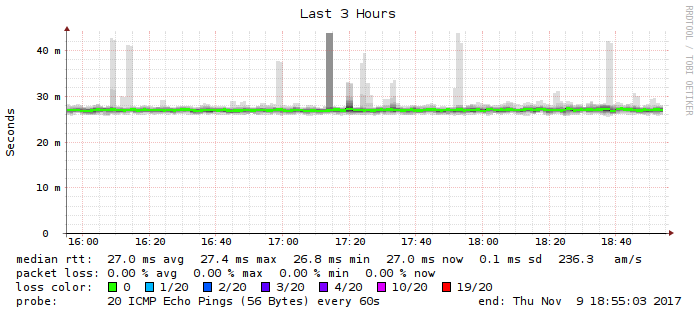 Last 3 Hours
RRDTOOL / TOBI OETIKER
Seconds
40 m
30 m
20 m
10 m
0
16:00 16:20 16:40 17:00 17:20 17:40 18:00 18:20 18:40
median rtt: 27.0 ms avg 27.4 ms max 26.8 ms min 27.0 ms now 0.1 ms sd 236.3 am/s
packet loss: 0.00 % avg 0.00 % max 0.00 % min 0.00 % now
loss color: 0 1/20 2/20 3/20 4/20 10/20 19/20
probe: 20 ICMP Echo Pings (56 Bytes) every 60s end: Thu Nov 9 18:55:03 2017